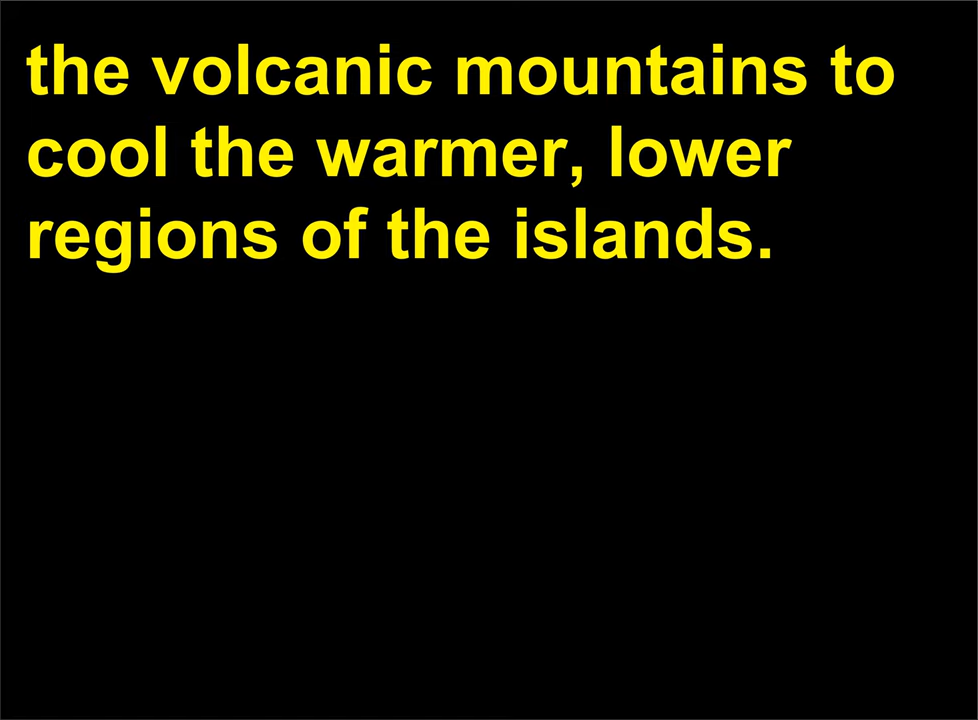 the volcanic mountains to
cool the warmer, lower
regions of the islands.